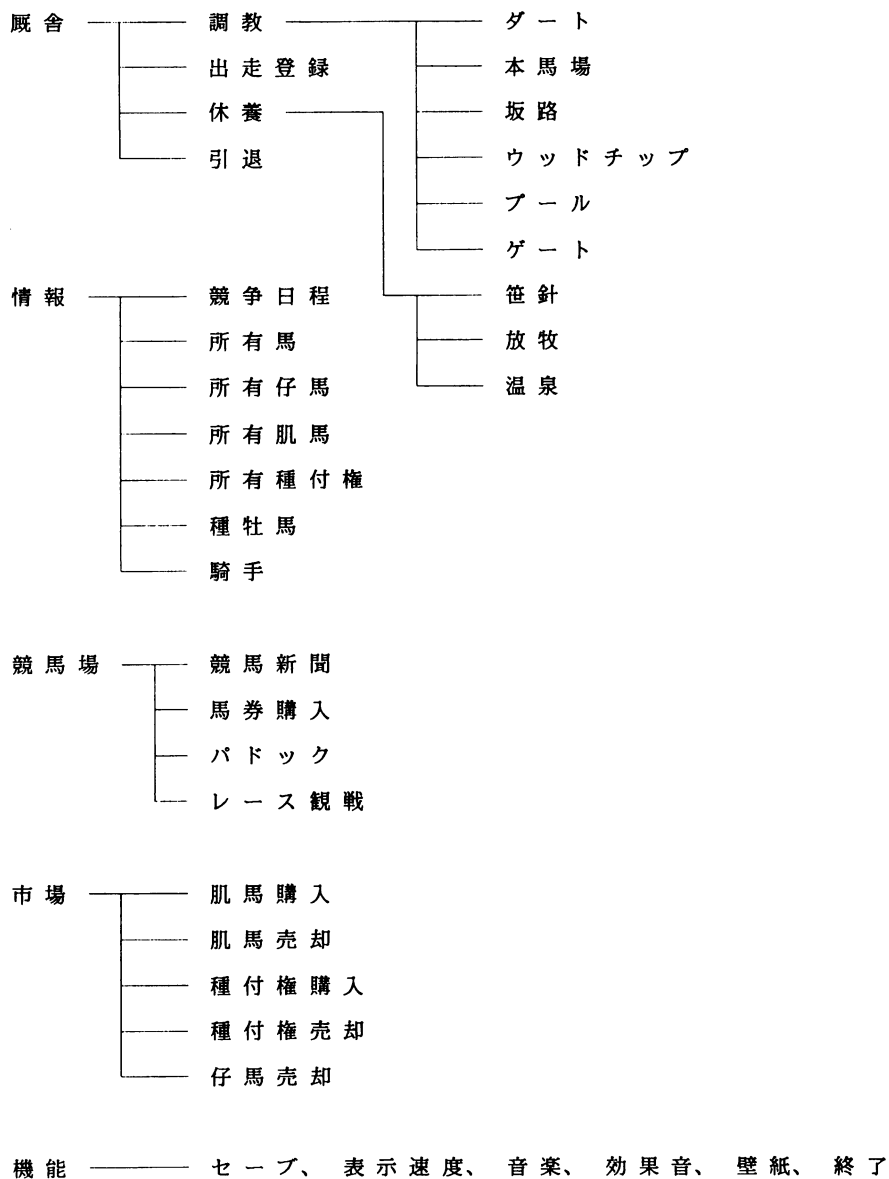 厩舎 調教 ダート
出走登録 本馬場
休養 坂路
引退 ウッドチップ
プール
ゲート
情報 競争日程 笹針
所有馬 放牧
所有仔馬 温泉
所有肌馬
所有種付権
種牡馬
騎手
競馬場 競馬新聞
馬券購入
パドック
レース観戦
市場 肌馬購入
肌馬売却
種付権購入
種付権売却
仔馬売却
機能 セーブ、 表示速度、 音楽、 効果音、 壁紙、 終了